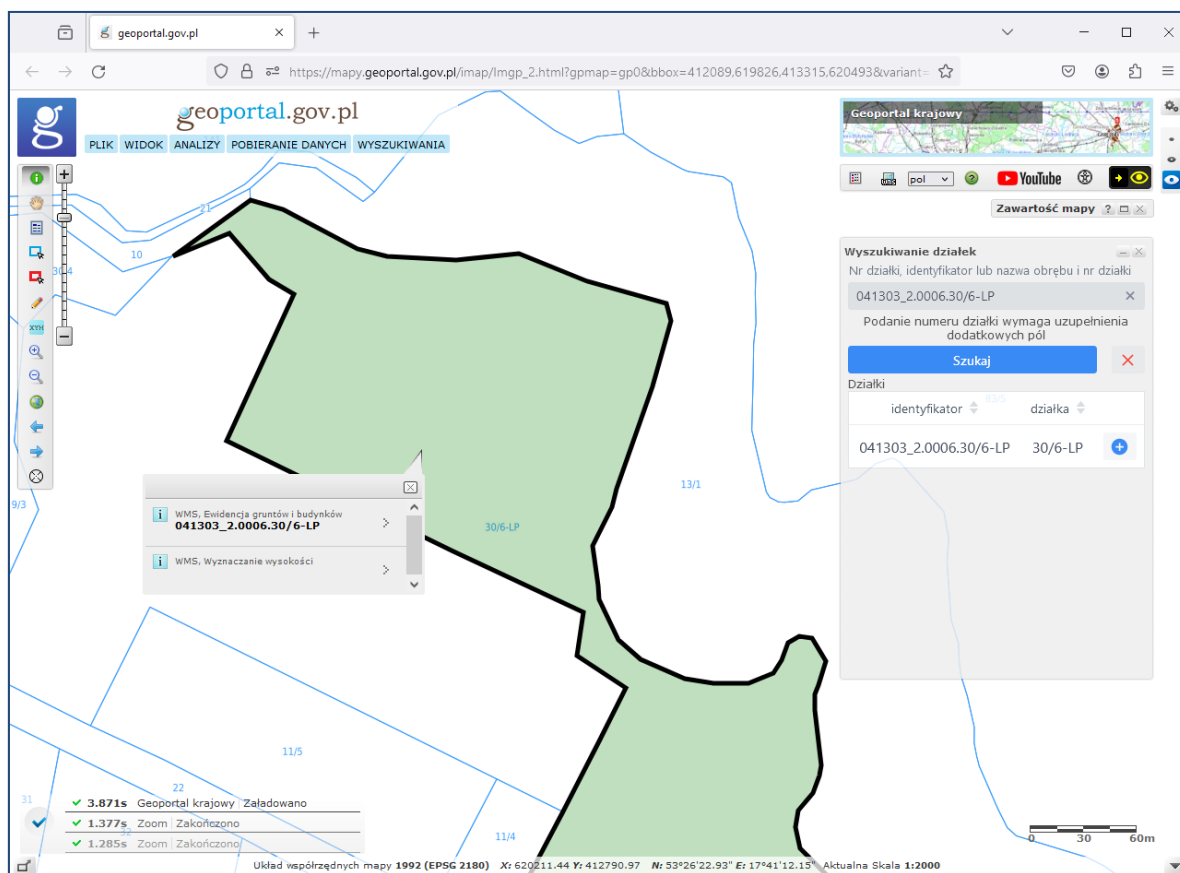 geoportal.gov.pl
https://mapy.geoportal.gov.pl/imap/Imgp_2.html?gpmap=gp0&bbox=412089,619826,413315,620493&variant=
geoportal.gov.pl
PLIK WIDOK ANALIZY POBIERANIE DANYCH WYSZUKIWANIA
Geoportal krajowy
pol
YouTube
Zawartość mapy ?
XYH
21
10
30/4
9/3
13/1
30/6-LP
11/5
22
31
32
11/4
Wyszukiwanie działek
Nr działki, identyfikator lub nazwa obrębu i nr działki
041303_2.0006.30/6-LP
Podanie numeru działki wymaga uzupełnienia
dodatkowych pól
Szukaj
Działki
identyfikator działka
041303_2.0006.30/6-LP 30/6-LP
WMS, Ewidencja gruntów i budynków
041303_2.0006.30/6-LP
WMS, Wyznaczanie wysokości
3.871s Geoportal krajowy | Załadowano
1.377s Zoom | Zakończono
1.285s Zoom | Zakończono
0 30 60m
Układ współrzędnych mapy 1992 (EPSG 2180) X: 620211.44 Y: 412790.97 N: 53°26'22.93" E: 17°41'12.15" Aktualna Skala 1:2000